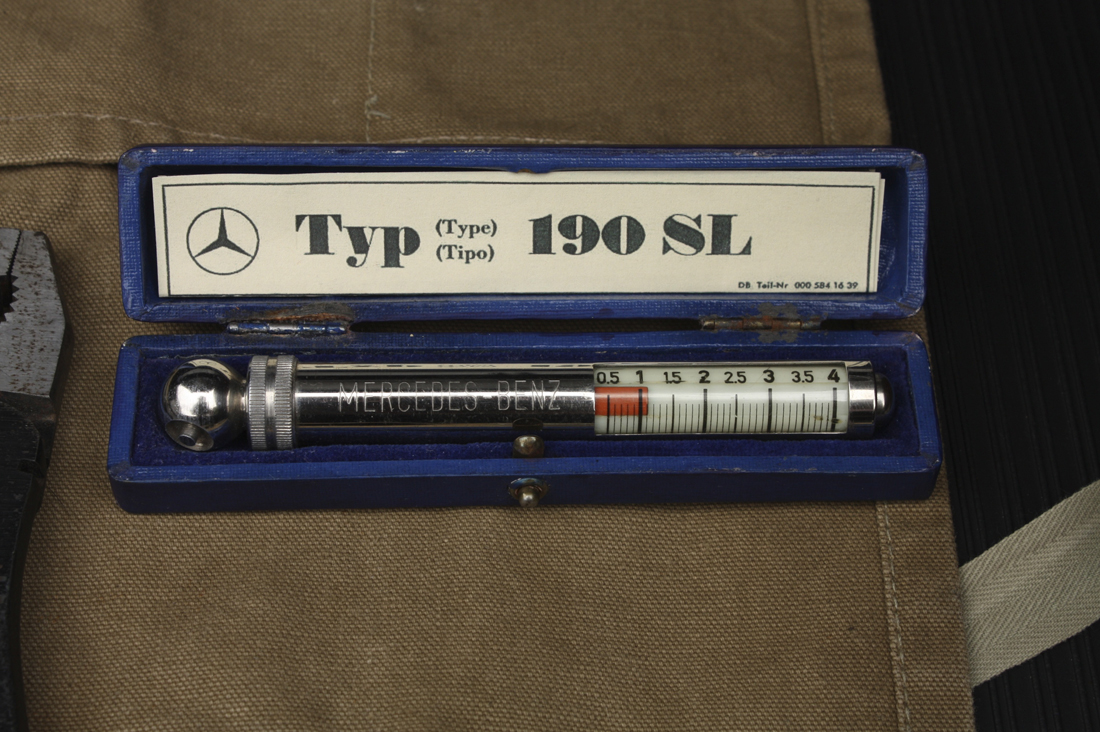 Typ (Type) 190 SL
(Tipo)
DB Teil-Nr 000 584 16 39
MERCEDES BENZ
0.5 1 1.5 2 2.5 3 3.5 4